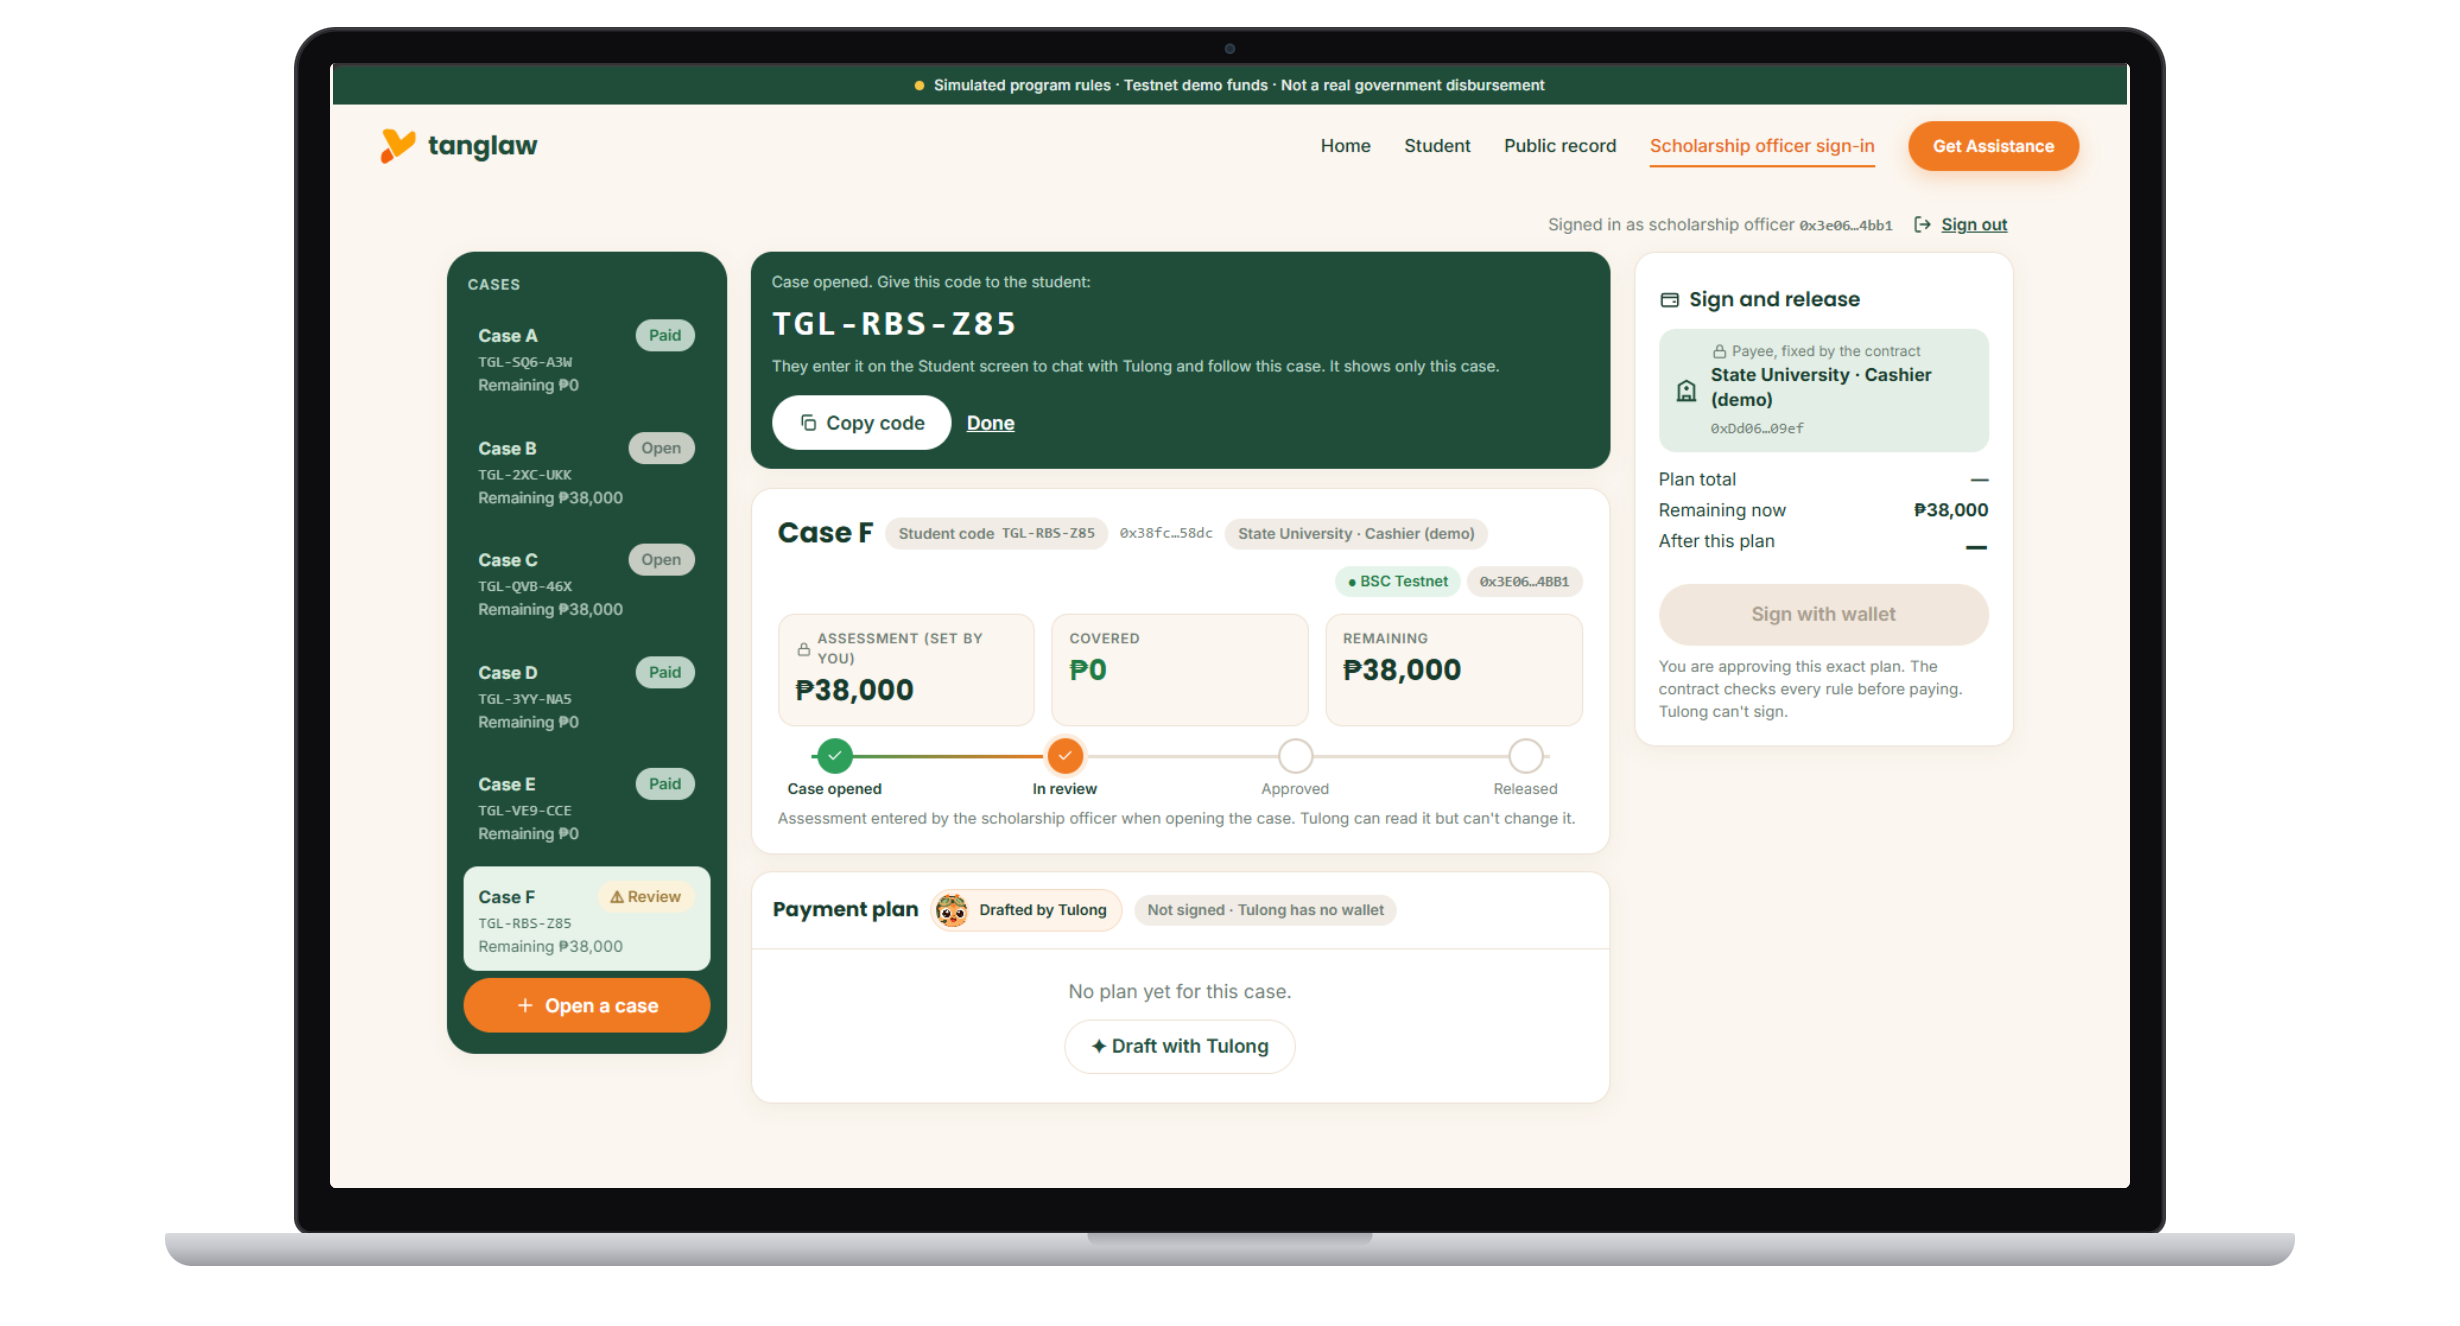 Simulated program rules · Testnet demo funds · Not a real government disbursement
tanglaw
Home
Student
Public record
Scholarship officer sign-in
Get Assistance
Signed in as scholarship officer 0x3e06…4bb1
Sign out
CASES
Case A
Paid
TGL-SQ6-A3W
Remaining ₱0
Case B
Open
TGL-2XC-UKK
Remaining ₱38,000
Case C
Open
TGL-QVB-46X
Remaining ₱38,000
Case D
Paid
TGL-3YY-NA5
Remaining ₱0
Case E
Paid
TGL-VE9-CCE
Remaining ₱0
Case F
Review
TGL-RBS-Z85
Remaining ₱38,000
+ Open a case
Case opened. Give this code to the student:
TGL-RBS-Z85
They enter it on the Student screen to chat with Tulong and follow this case. It shows only this case.
Copy code
Done
Case F
Student code TGL-RBS-Z85
0x38fc…58dc
State University · Cashier (demo)
BSC Testnet
0x3E06…4BB1
ASSESSMENT (SET BY
YOU)
₱38,000
COVERED
₱0
REMAINING
₱38,000
Case opened
In review
Approved
Released
Assessment entered by the scholarship officer when opening the case. Tulong can read it but can't change it.
Payment plan
Drafted by Tulong
Not signed · Tulong has no wallet
No plan yet for this case.
✦ Draft with Tulong
Sign and release
Payee, fixed by the contract
State University · Cashier
(demo)
0xDd06…09ef
Plan total —
Remaining now ₱38,000
After this plan —
Sign with wallet
You are approving this exact plan. The
contract checks every rule before paying.
Tulong can't sign.